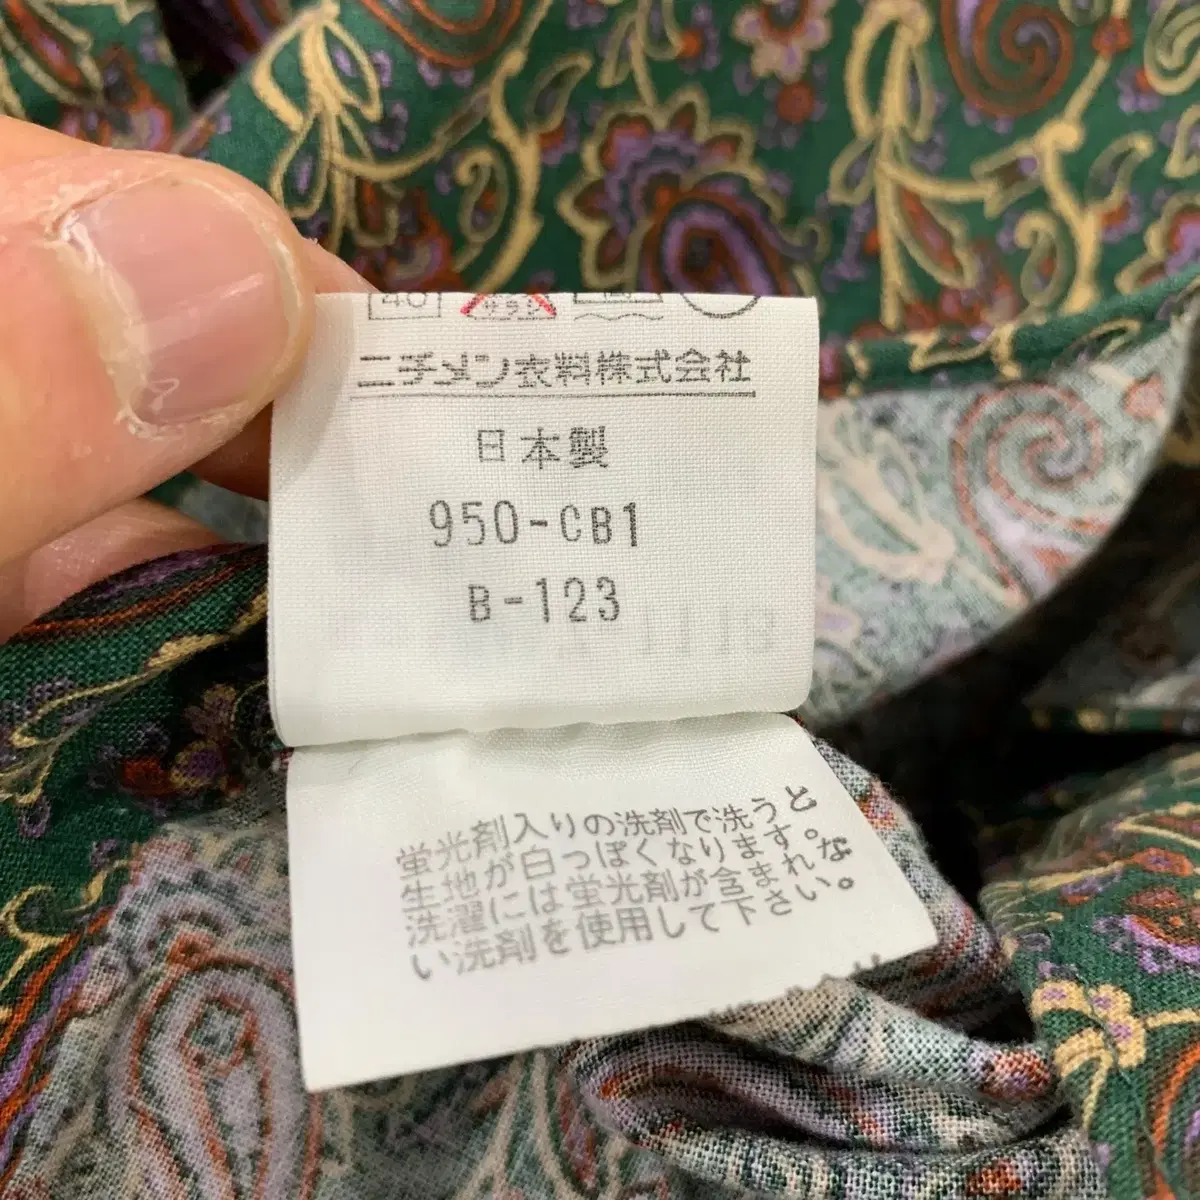 40
ニチメン衣料株式会社
日本製
950-CB1
B-123
蛍光剤入りの洗剤で洗うと
生地が白っぽくなります。
洗濯には蛍光剤が含まれな
い洗剤を使用して下さい。